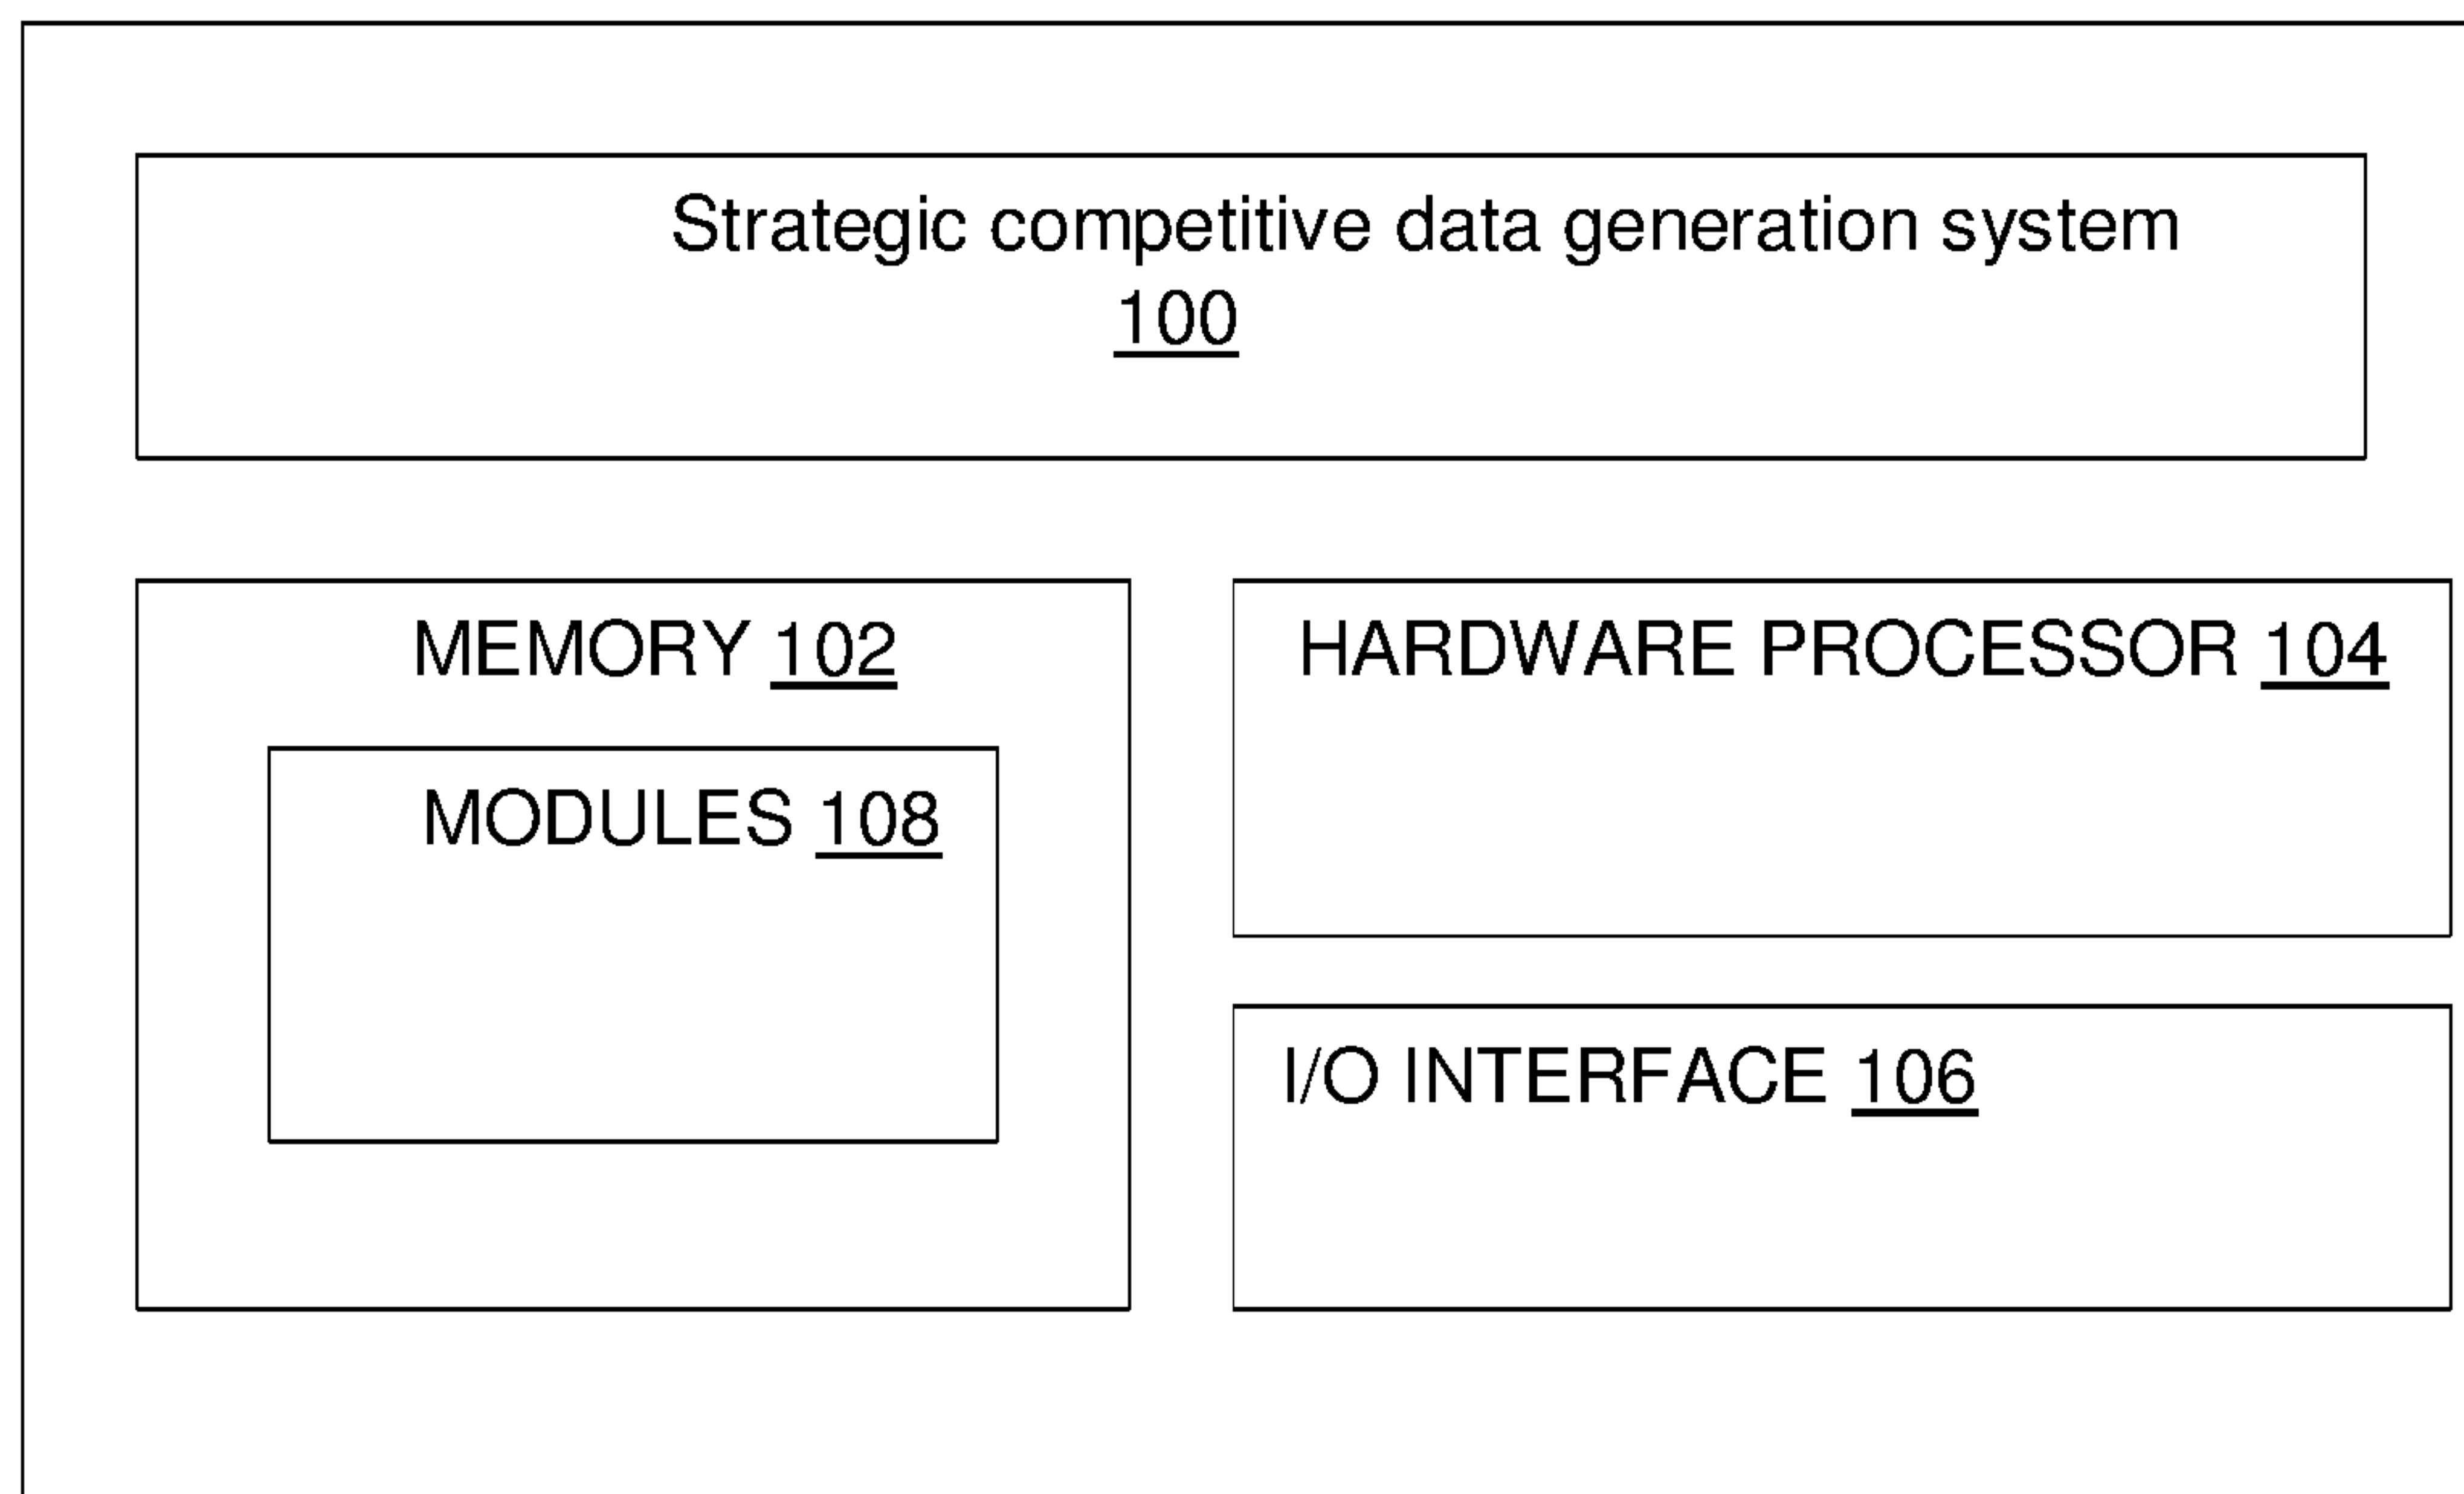 Strategic competitive data generation system
100
MEMORY 102
HARDWARE PROCESSOR 104
MODULES 108
I/O INTERFACE 106